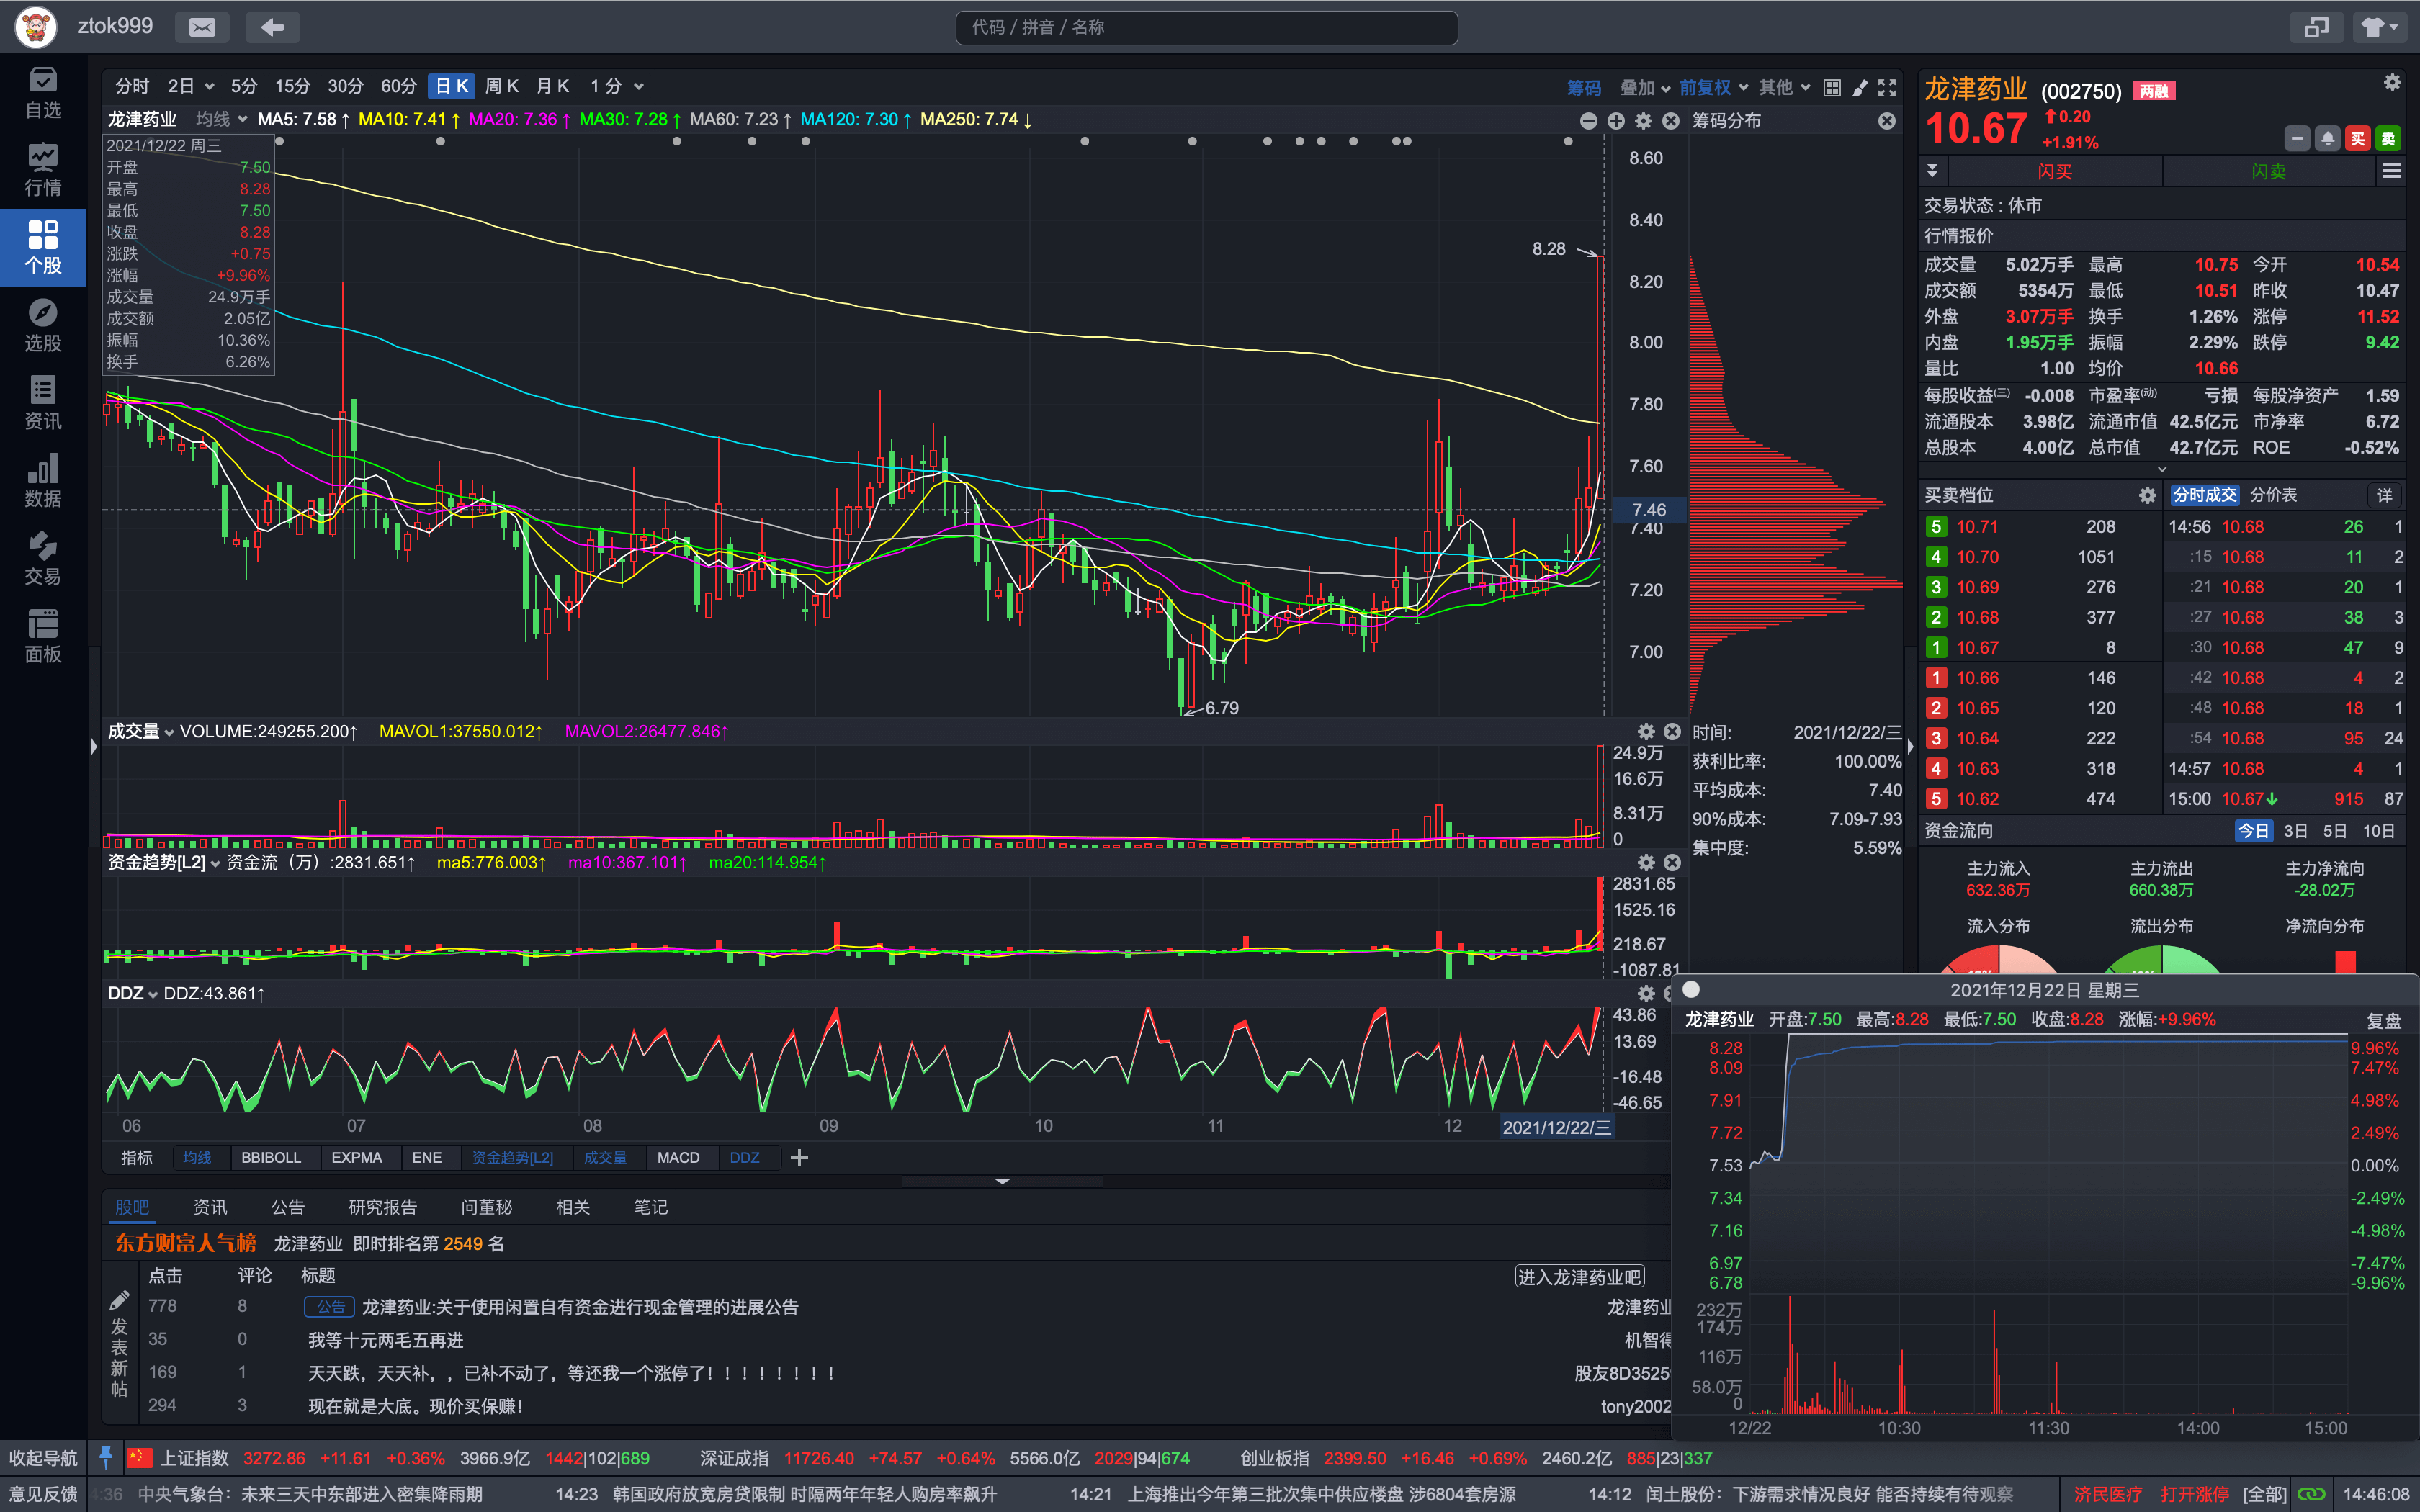 ztok999
代码 / 拼音 / 名称
自选
行情
个股
选股
资讯
数据
交易
面板
分时 2日 5分 15分 30分 60分 日K 周K 月K 1分
筹码 叠加 前复权 其他
龙津药业 均线 MA5: 7.58↑ MA10: 7.41↑ MA20: 7.36↑ MA30: 7.28↑ MA60: 7.23↑ MA120: 7.30↑ MA250: 7.74↓
筹码分布
2021/12/22 周三
开盘 7.50
最高 8.28
最低 7.50
收盘 8.28
涨跌 +0.75
涨幅 +9.96%
成交量 24.9万手
成交额 2.05亿
振幅 10.36%
换手 6.26%
8.60
8.40
8.28
8.20
8.00
7.80
7.60
7.46
7.40
7.20
7.00
6.79
成交量 VOLUME:249255.200↑ MAVOL1:37550.012↑ MAVOL2:26477.846↑
24.9万
16.6万
8.31万
0
资金趋势[L2] 资金流（万）:2831.651↑ ma5:776.003↑ ma10:367.101↑ ma20:114.954↑
2831.65
1525.16
218.67
-1087.81
DDZ DDZ:43.861↑
43.86
13.69
-16.48
-46.65
06 07 08 09 10 11 12 2021/12/22/三
时间: 2021/12/22/三
获利比率: 100.00%
平均成本: 7.40
90%成本: 7.09-7.93
集中度: 5.59%
指标 均线 BBIBOLL EXPMA ENE 资金趋势[L2] 成交量 MACD DDZ
股吧 资讯 公告 研究报告 问董秘 相关 笔记
东方财富人气榜 龙津药业 即时排名第 2549 名
点击 评论 标题 进入龙津药业吧
发表新帖
778 8 公告 龙津药业:关于使用闲置自有资金进行现金管理的进展公告 龙津药业
35 0 我等十元两毛五再进 机智得
169 1 天天跌，天天补，，已补不动了，等还我一个涨停了！！！！！！！！ 股友8D3525
294 3 现在就是大底。现价买保赚！ tony2002
龙津药业 (002750) 两融
10.67 0.20
+1.91%
买 卖
闪买 闪卖
交易状态 : 休市
行情报价
成交量 5.02万手 最高 10.75 今开 10.54
成交额 5354万 最低 10.51 昨收 10.47
外盘 3.07万手 换手 1.26% 涨停 11.52
内盘 1.95万手 振幅 2.29% 跌停 9.42
量比 1.00 均价 10.66
每股收益(三) -0.008 市盈率(动) 亏损 每股净资产 1.59
流通股本 3.98亿 流通市值 42.5亿元 市净率 6.72
总股本 4.00亿 总市值 42.7亿元 ROE -0.52%
买卖档位 分时成交 分价表 详
5 10.71 208 14:56 10.68 26 1
4 10.70 1051 :15 10.68 11 2
3 10.69 276 :21 10.68 20 1
2 10.68 377 :27 10.68 38 3
1 10.67 8 :30 10.68 47 9
1 10.66 146 :42 10.68 4 2
2 10.65 120 :48 10.68 18 1
3 10.64 222 :54 10.68 95 24
4 10.63 318 14:57 10.68 4 1
5 10.62 474 15:00 10.67↓ 915 87
资金流向 今日 3日 5日 10日
主力流入 主力流出 主力净流向
632.36万 660.38万 -28.02万
流入分布 流出分布 净流向分布
2021年12月22日 星期三
龙津药业 开盘:7.50 最高:8.28 最低:7.50 收盘:8.28 涨幅:+9.96% 复盘
8.28 9.96%
8.09 7.47%
7.91 4.98%
7.72 2.49%
7.53 0.00%
7.34 -2.49%
7.16 -4.98%
6.97 -7.47%
6.78 -9.96%
232万
174万
116万
58.0万
0
12/22 10:30 11:30 14:00 15:00
收起导航 上证指数 3272.86 +11.61 +0.36% 3966.9亿 1442|102|689 深证成指 11726.40 +74.57 +0.64% 5566.0亿 2029|94|674 创业板指 2399.50 +16.46 +0.69% 2460.2亿 885|23|337
意见反馈 :36 中央气象台：未来三天中东部进入密集降雨期 14:23 韩国政府放宽房贷限制 时隔两年年轻人购房率飙升 14:21 上海推出今年第三批次集中供应楼盘 涉6804套房源 14:12 闰土股份：下游需求情况良好 能否持续有待观察 济民医疗 打开涨停 [全部] 14:46:08